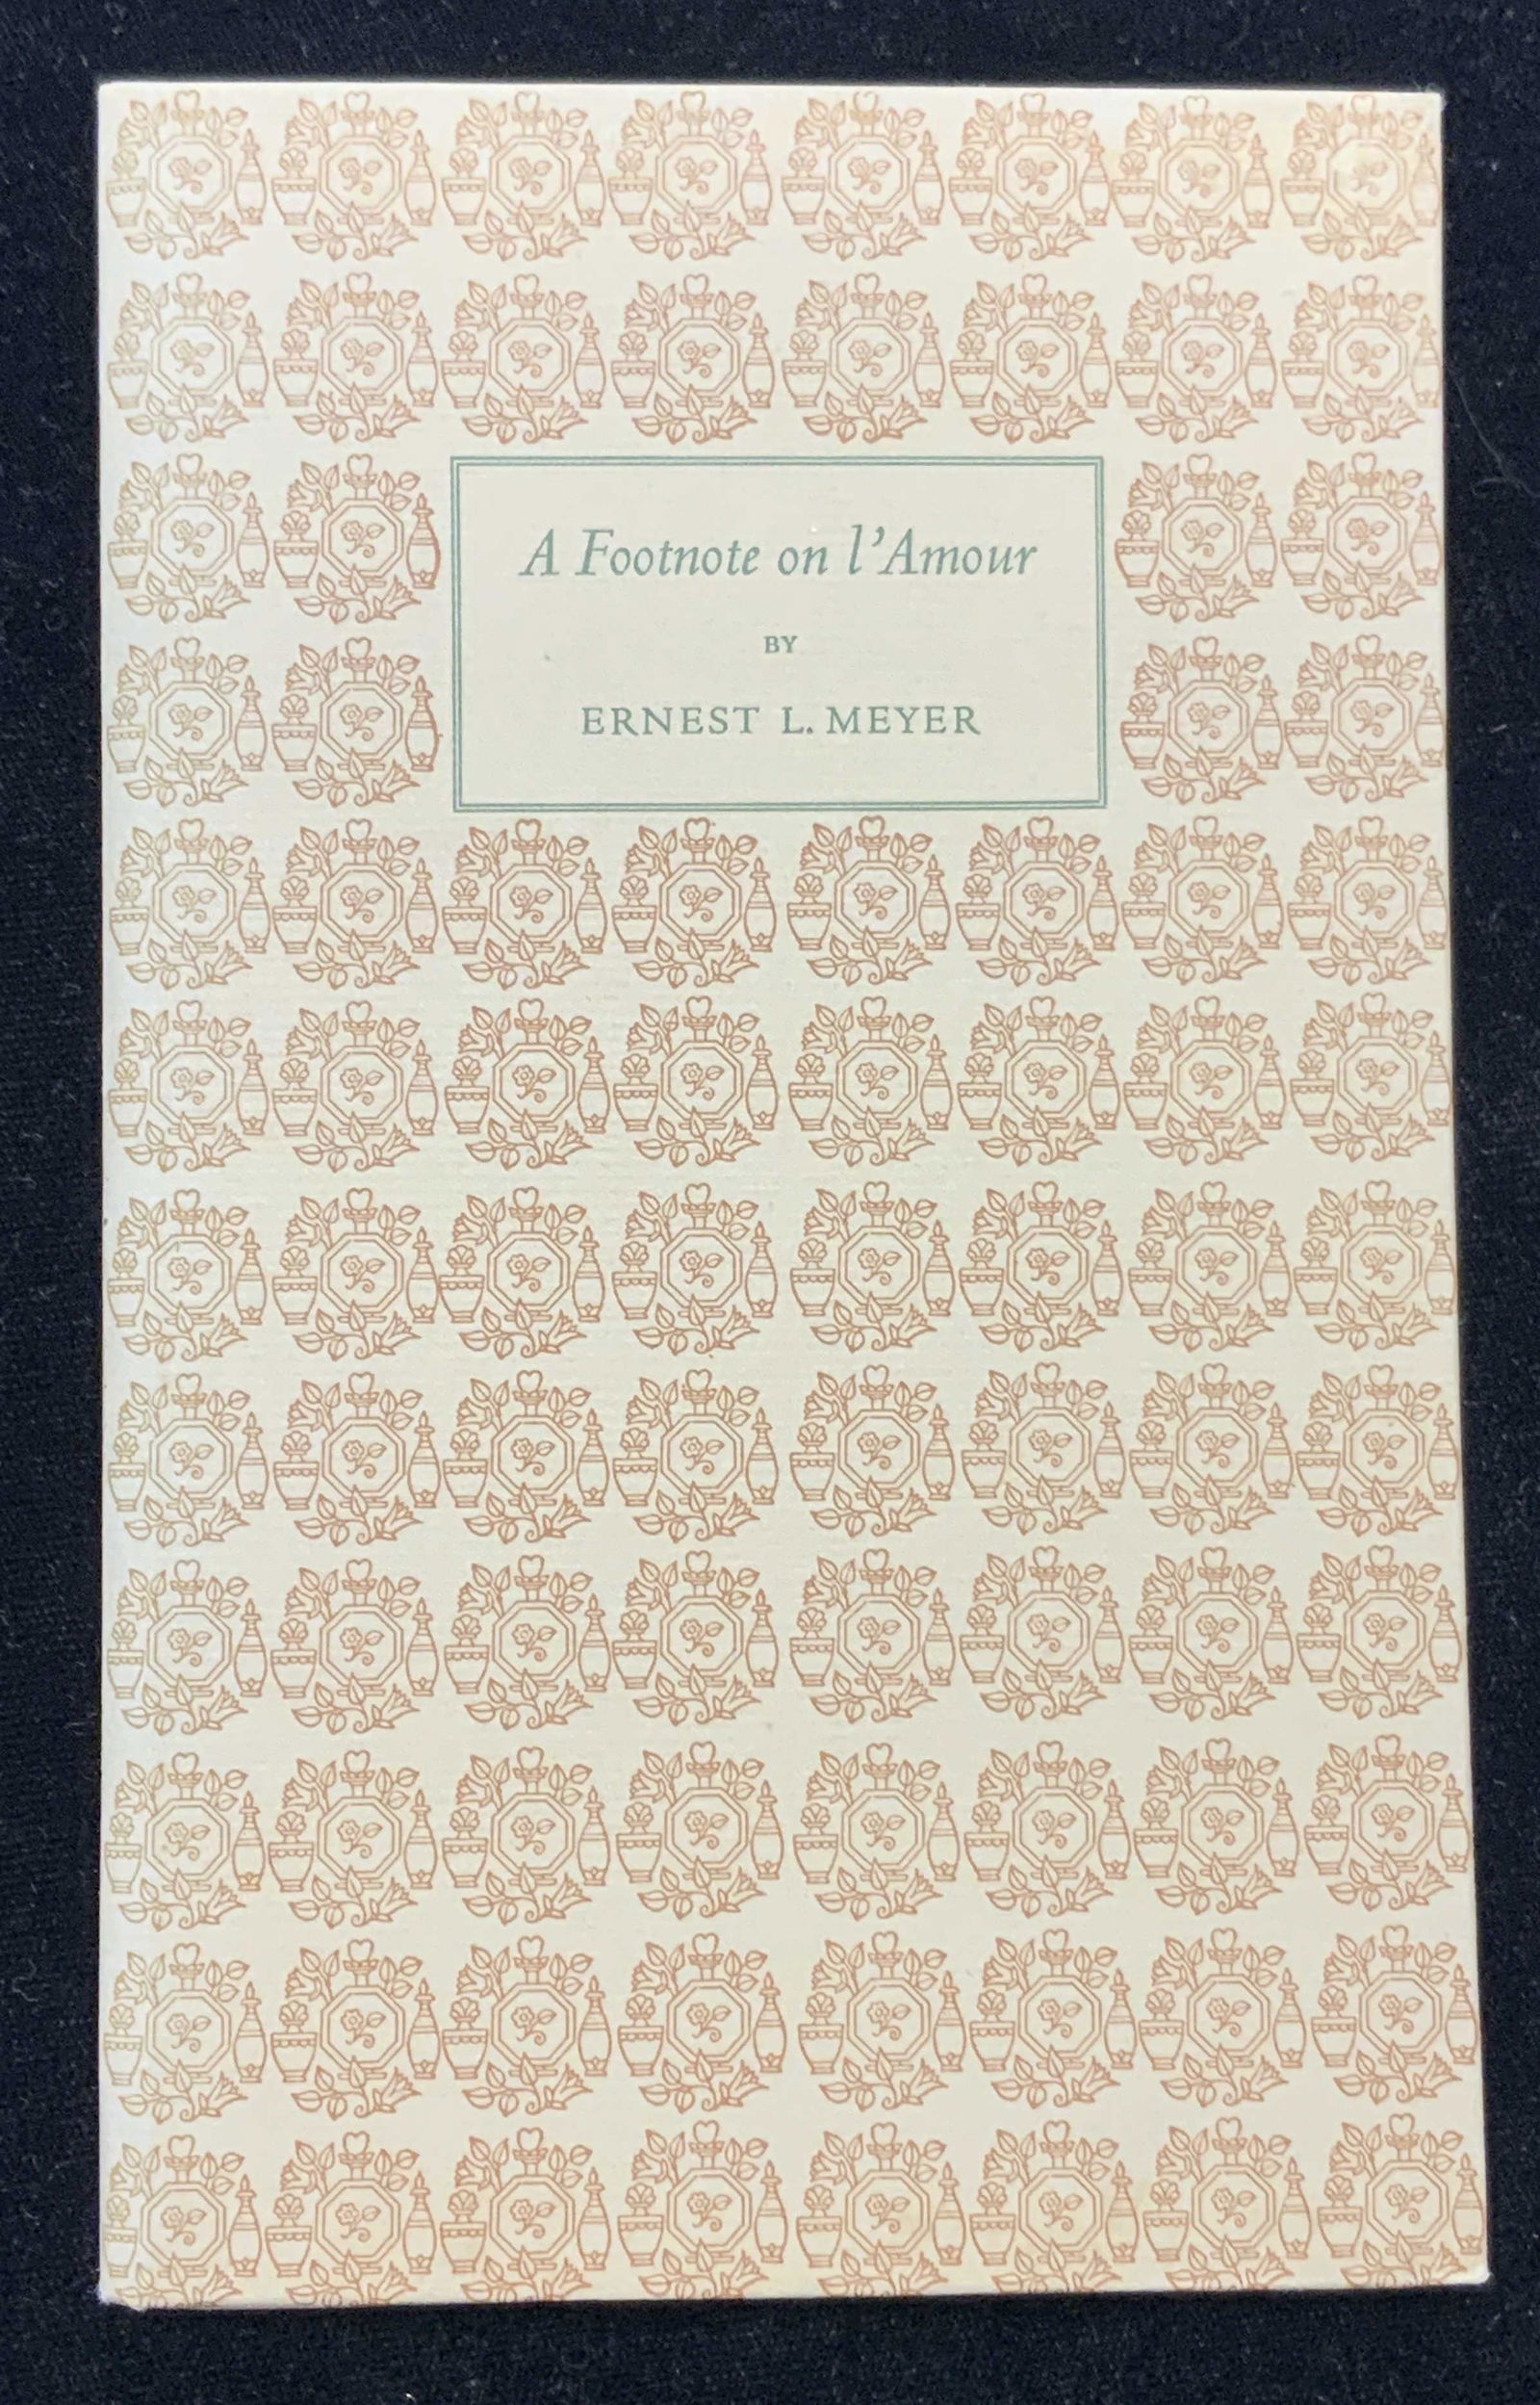 A Footnote on l’Amour
BY
ERNEST L. MEYER